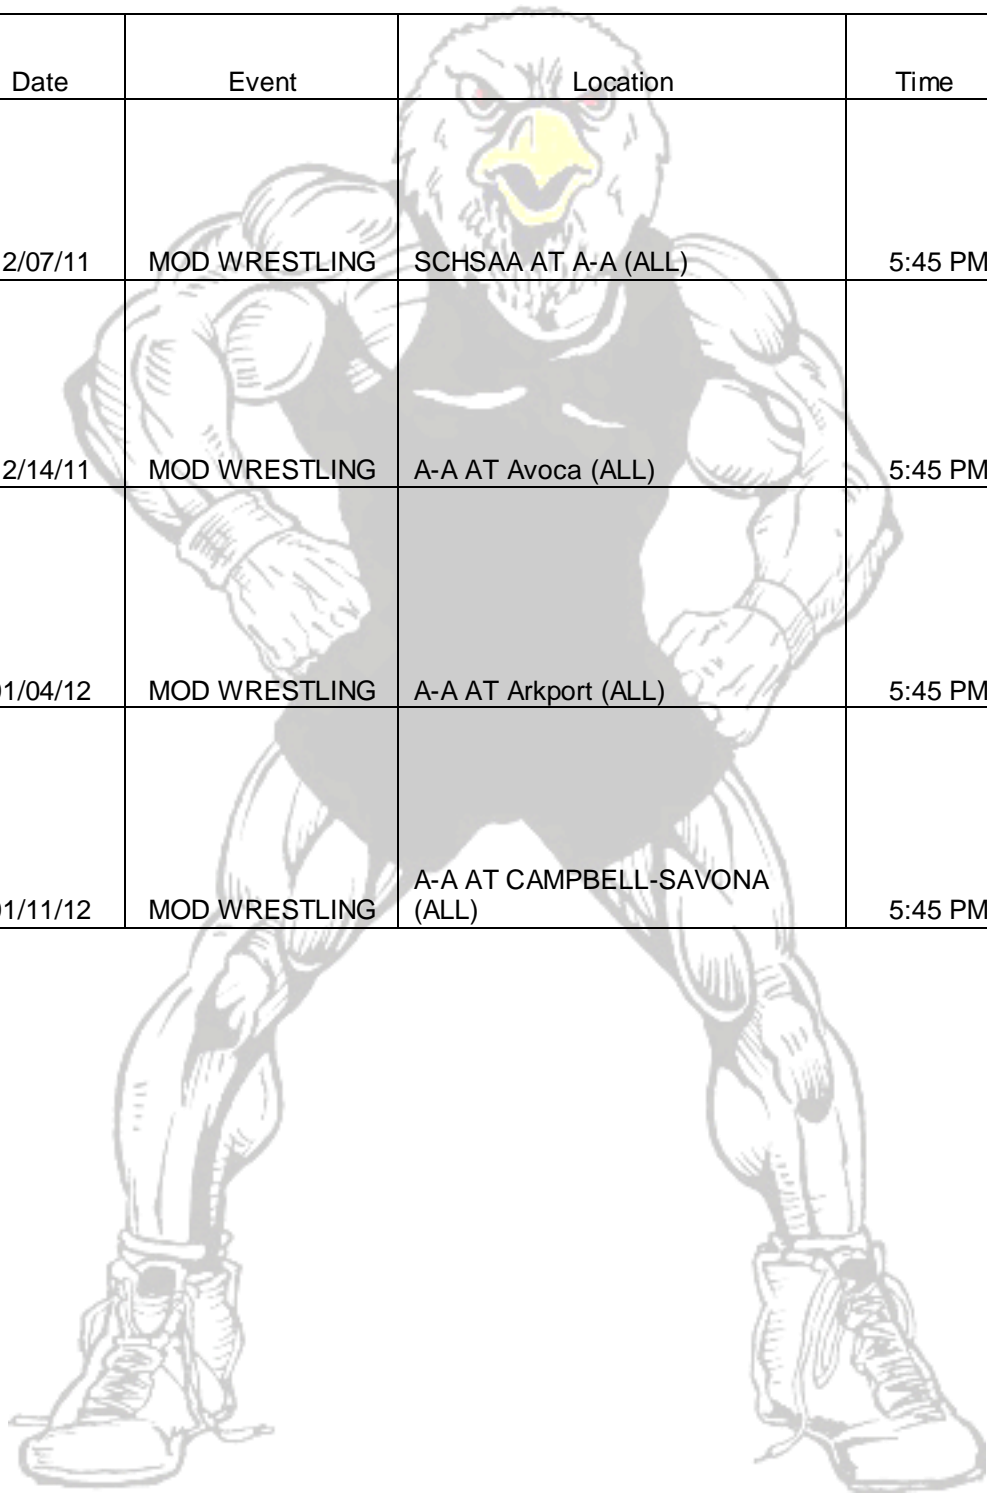 Date Event Location Time
2/07/11 MOD WRESTLING SCHSAA AT A-A (ALL) 5:45 PM
2/14/11 MOD WRESTLING A-A AT Avoca (ALL) 5:45 PM
01/04/12 MOD WRESTLING A-A AT Arkport (ALL) 5:45 PM
A-A AT CAMPBELL-SAVONA
01/11/12 MOD WRESTLING (ALL) 5:45 PM